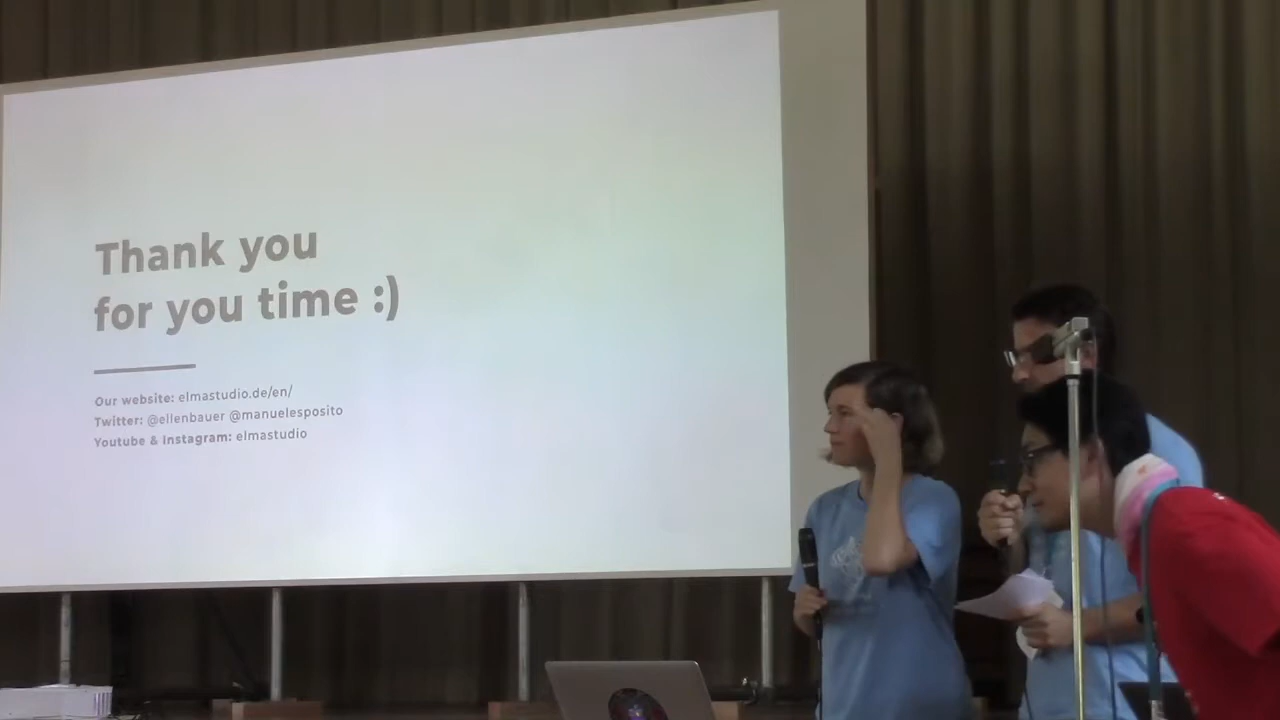 Thank you
for you time :)
Our website: elmastudio.de/en/
Twitter: @ellenbauer @manuelesposito
Youtube & Instagram: elmastudio